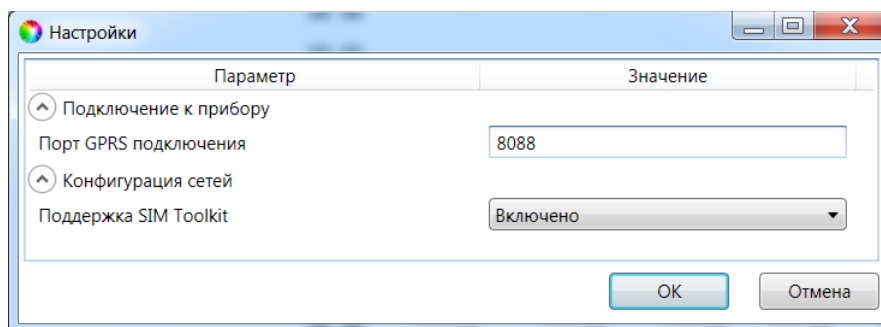 Настройки
Параметр Значение
Подключение к прибору
Порт GPRS подключения 8088
Конфигурация сетей
Поддержка SIM Toolkit Включено
OK Отмена